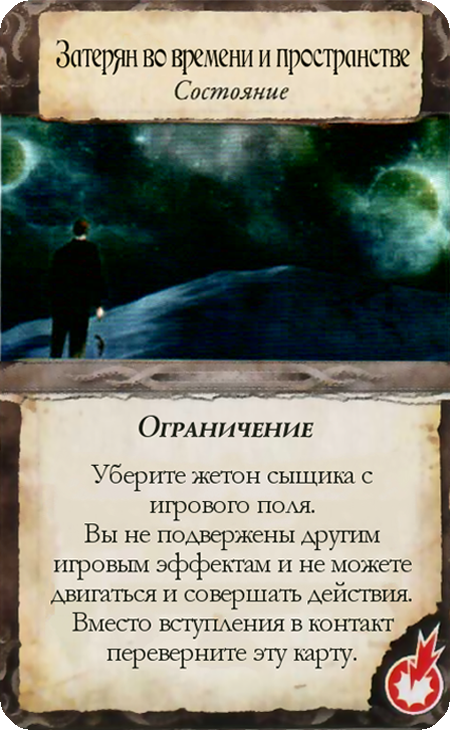 Затерян во времени и пространстве
Состояние
Ограничение
Уберите жетон сыщика с
игрового поля.
Вы не подвержены другим
игровым эффектам и не можете
двигаться и совершать действия.
Вместо вступления в контакт
переверните эту карту.